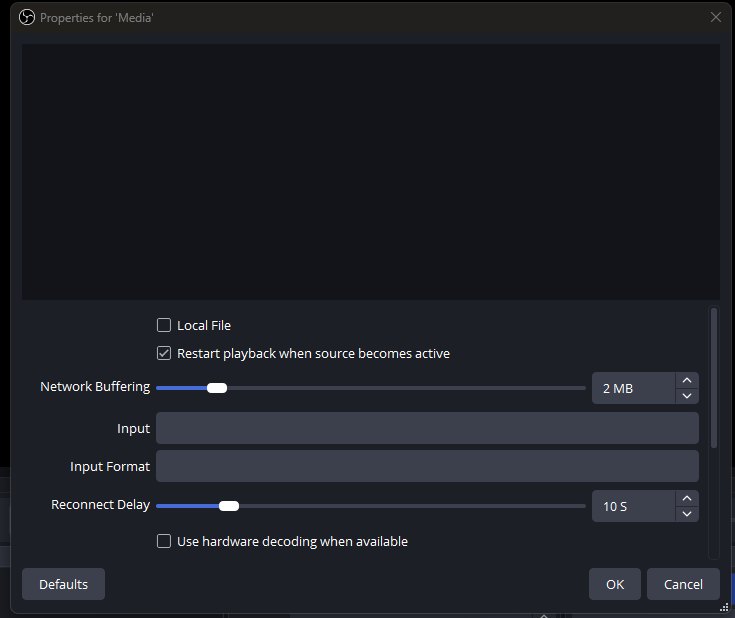 Properties for 'Media'
Local File
Restart playback when source becomes active
Network Buffering 2 MB
Input
Input Format
Reconnect Delay 10 S
Use hardware decoding when available
Defaults OK Cancel